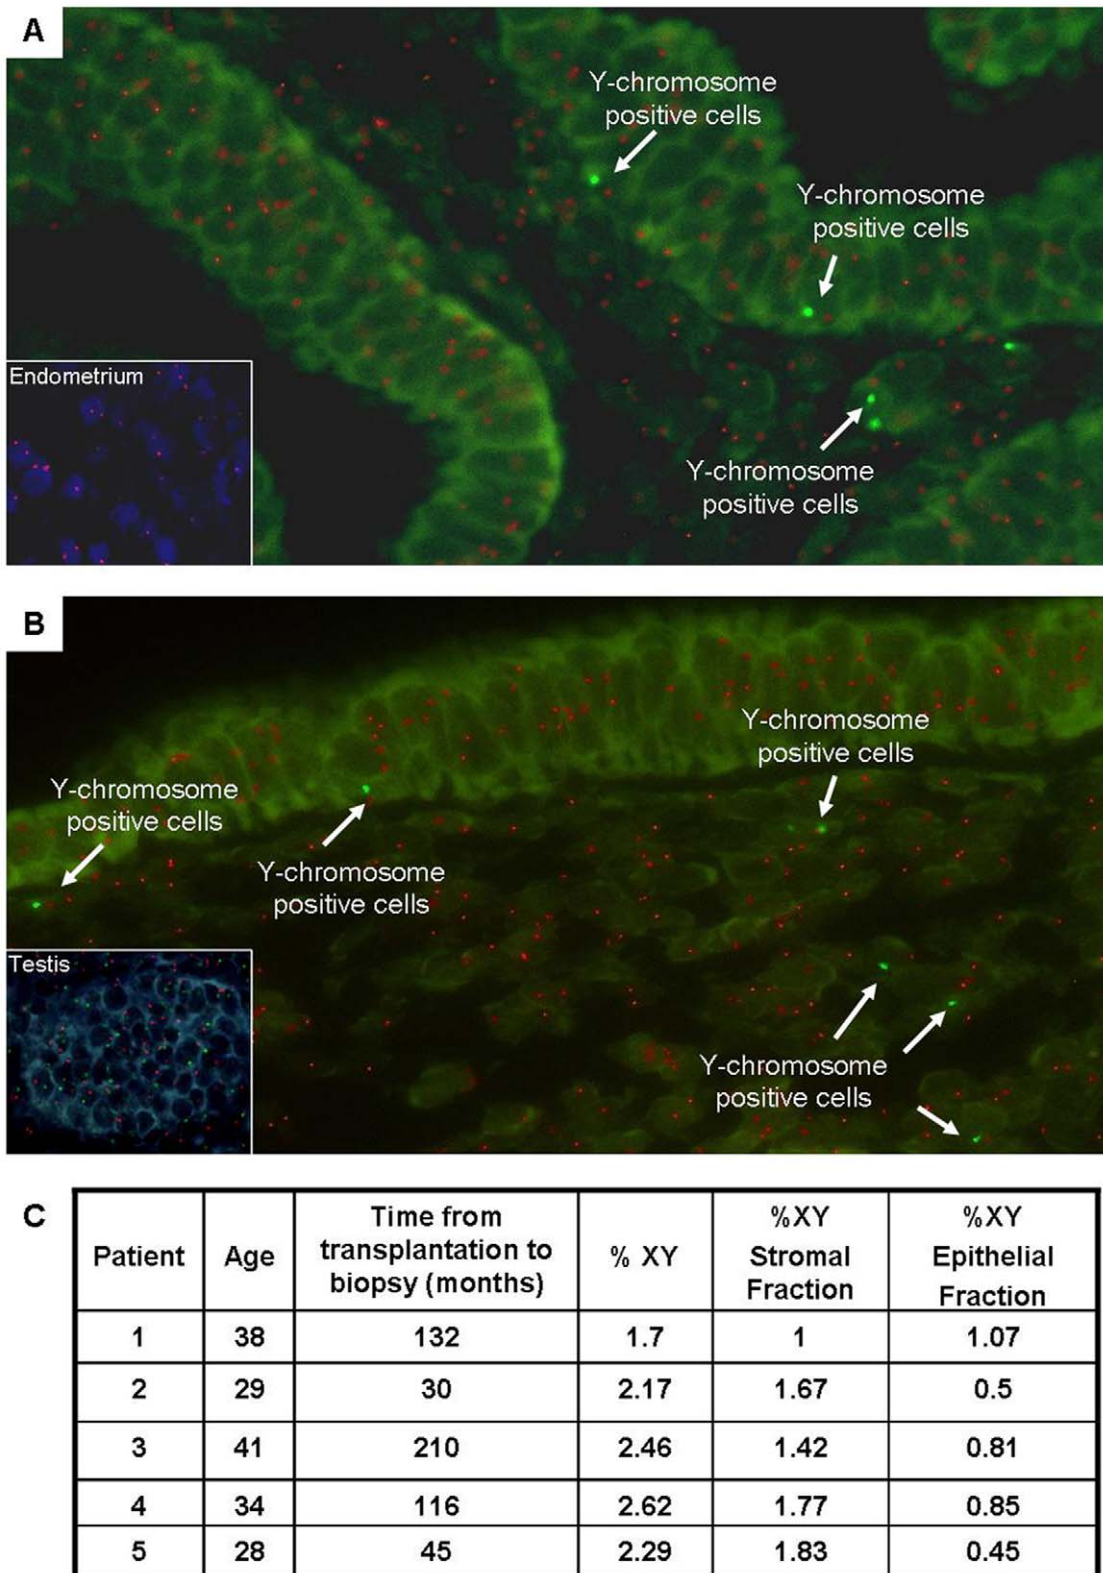 A
Y-chromosome
positive cells
Y-chromosome
positive cells
Endometrium
Y-chromosome
positive cells
B
Y-chromosome
positive cells
Y-chromosome
positive cells
Y-chromosome
positive cells
Testis
Y-chromosome
positive cells
C
Patient Age Time from transplantation to biopsy (months) % XY %XY Stromal Fraction %XY Epithelial Fraction
1 38 132 1.7 1 1.07
2 29 30 2.17 1.67 0.5
3 41 210 2.46 1.42 0.81
4 34 116 2.62 1.77 0.85
5 28 45 2.29 1.83 0.45